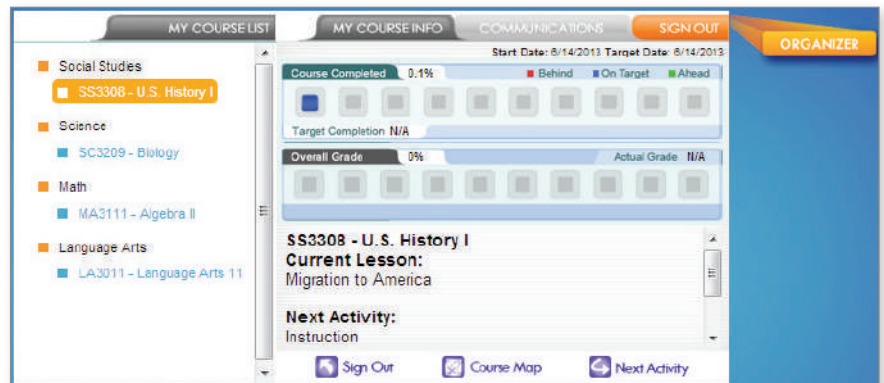 MY COURSE LIST
MY COURSE INFO
COMMUNICATIONS
SIGN OUT
ORGANIZER
Start Date: 6/14/2013 Target Date: 6/14/2013
Social Studies
SS3308 - U.S. History I
Science
SC3209 - Biology
Math
MA3111 - Algebra II
Language Arts
LA3011 - Language Arts 11
Course Completed 0.1%
Behind On Target Ahead
Target Completion N/A
Overall Grade 0%
Actual Grade N/A
SS3308 - U.S. History I
Current Lesson:
Migration to America
Next Activity:
Instruction
Sign Out
Course Map
Next Activity